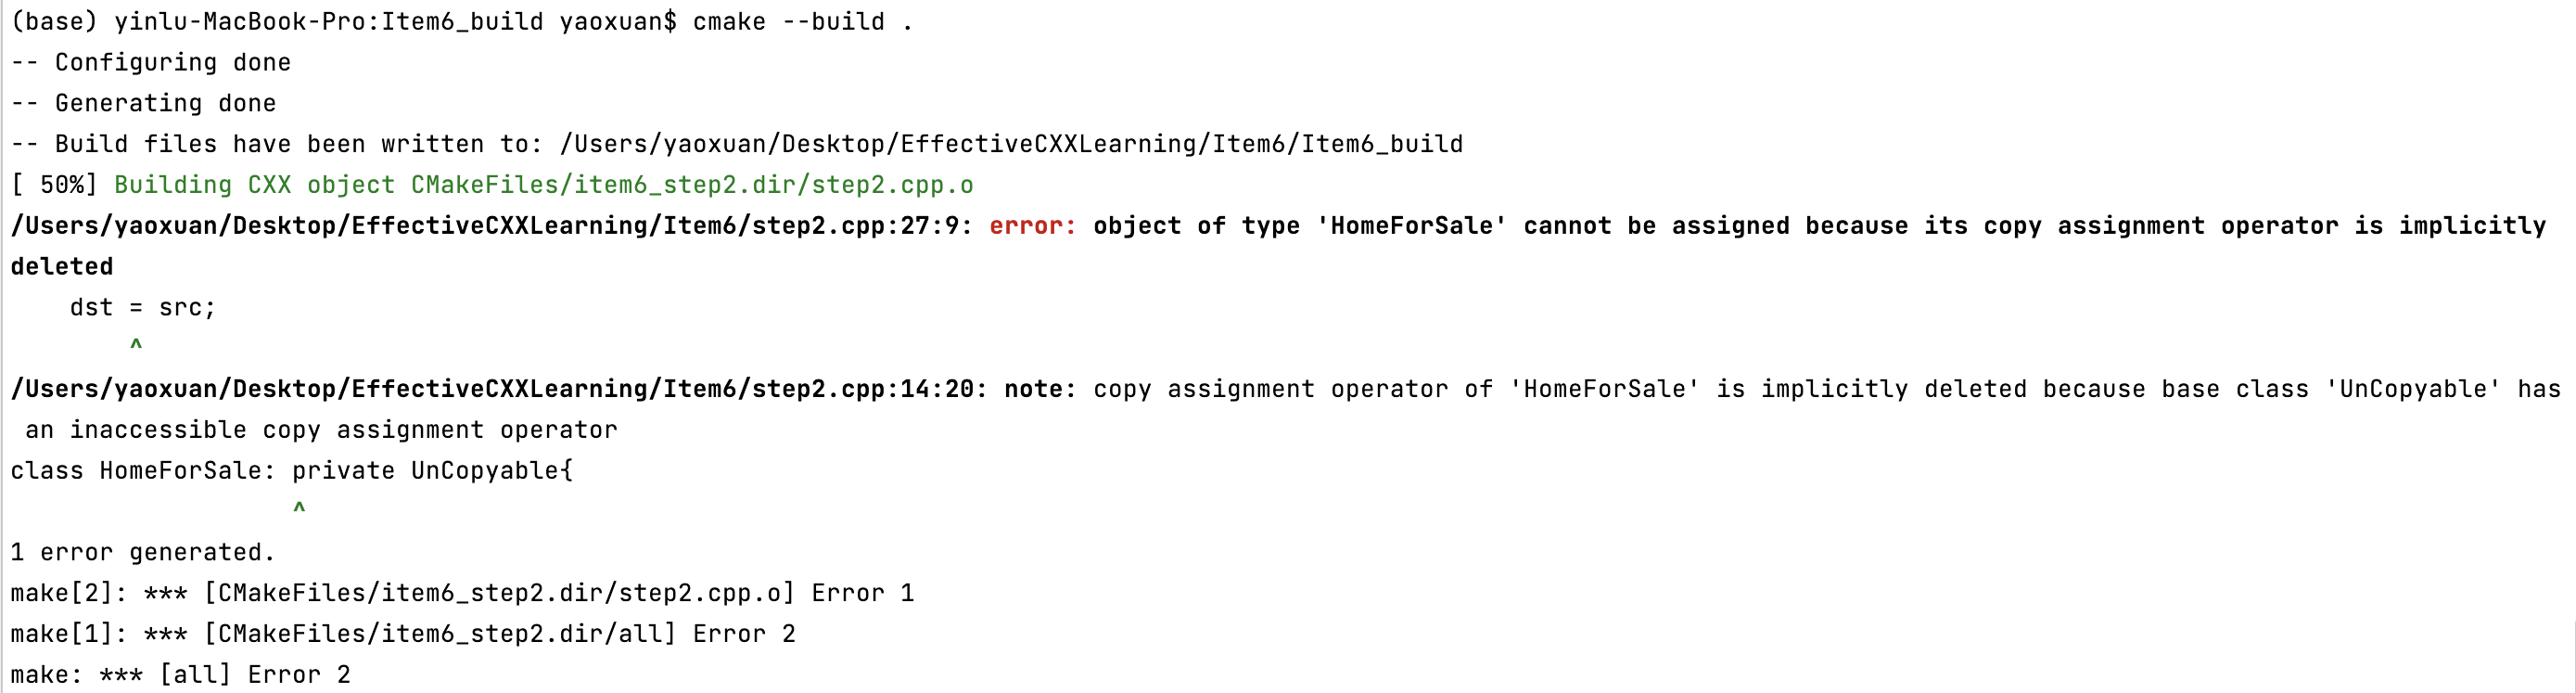 (base) yinlu-MacBook-Pro:Item6_build yaoxuan$ cmake --build .
-- Configuring done
-- Generating done
-- Build files have been written to: /Users/yaoxuan/Desktop/EffectiveCXXLearning/Item6/Item6_build
[ 50%] Building CXX object CMakeFiles/item6_step2.dir/step2.cpp.o
/Users/yaoxuan/Desktop/EffectiveCXXLearning/Item6/step2.cpp:27:9: error: object of type 'HomeForSale' cannot be assigned because its copy assignment operator is implicitly
deleted
    dst = src;
        ^
/Users/yaoxuan/Desktop/EffectiveCXXLearning/Item6/step2.cpp:14:20: note: copy assignment operator of 'HomeForSale' is implicitly deleted because base class 'UnCopyable' has
 an inaccessible copy assignment operator
class HomeForSale: private UnCopyable{
                   ^
1 error generated.
make[2]: *** [CMakeFiles/item6_step2.dir/step2.cpp.o] Error 1
make[1]: *** [CMakeFiles/item6_step2.dir/all] Error 2
make: *** [all] Error 2